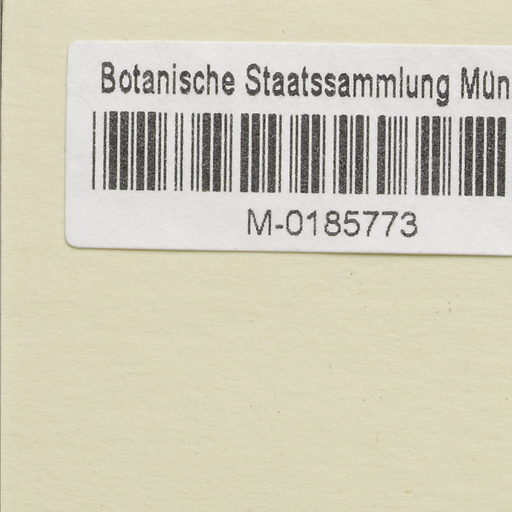 Botanische Staatssammlung Mün
M-0185773